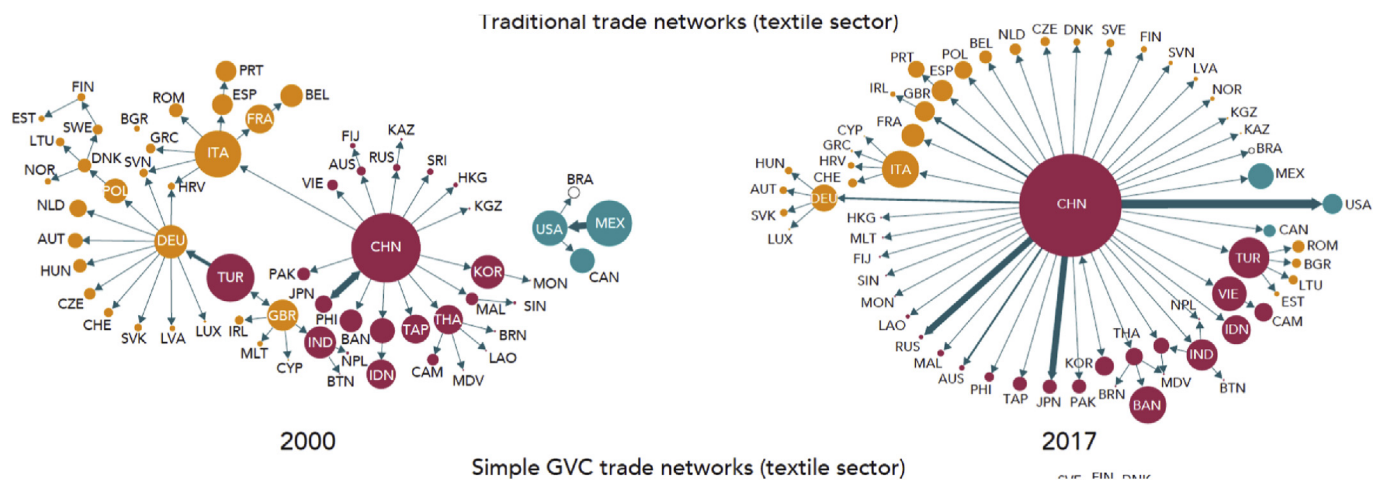 Traditional trade networks (textile sector)
FIN
EST
SWE
LTU
DNK
NOR
POL
BGR
ROM
GRC
SVN
HRV
ITA
PRT
ESP
FRA
BEL
NLD
AUT
HUN
CZE
CHE
SVK
LVA
LUX
DEU
TUR
GBR
IRL
MLT
CYP
IND
NPL
BTN
FIJ
AUS
VIE
KAZ
RUS
SRI
HKG
KGZ
CHN
PAK
JPN
PHI
BAN
IDN
TAP
THA
CAM
KOR
MON
MAL
SIN
BRN
LAO
MDV
BRA
USA
MEX
CAN
2000
CZE
DNK
SVE
FIN
NLD
BEL
POL
ESP
PRT
GBR
IRL
FRA
CYP
GRC
HRV
CHE
ITA
HUN
AUT
SVK
LUX
DEU
HKG
MLT
FIJ
SIN
MON
LAO
RUS
MAL
AUS
PHI
TAP
JPN
PAK
KOR
BRN
THA
BAN
MDV
NPL
IND
BTN
IDN
VIE
CAM
TUR
ROM
BGR
LTU
EST
CAN
USA
MEX
BRA
KAZ
KGZ
NOR
LVA
SVN
CHN
2017
Simple GVC trade networks (textile sector)
SVE FIN DNK